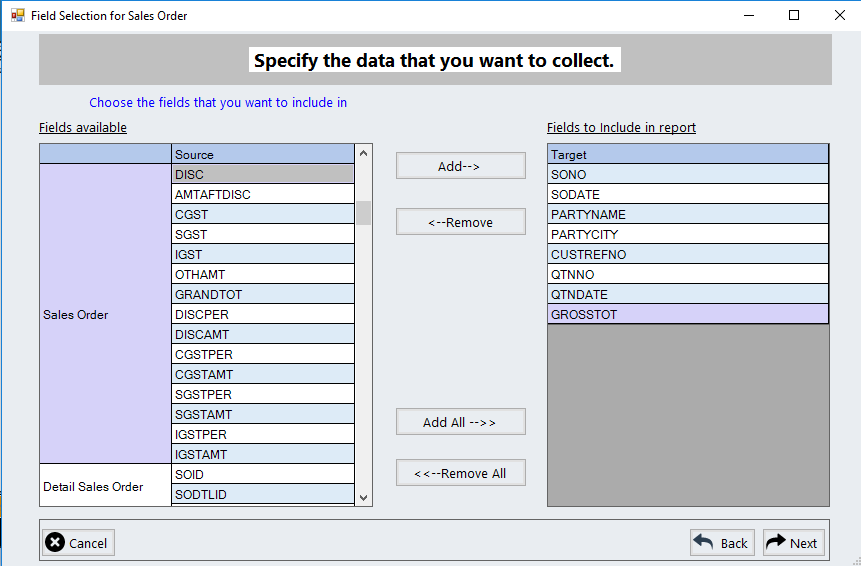 Field Selection for Sales Order
Specify the data that you want to collect.
Choose the fields that you want to include in
Fields available
Source
Sales Order
DISC
AMTAFTDISC
CGST
SGST
IGST
OTHAMT
GRANDTOT
DISCPER
DISCAMT
CGSTPER
CGSTAMT
SGSTPER
SGSTAMT
IGSTPER
IGSTAMT
Detail Sales Order
SOID
SODTLID
Add-->
<--Remove
Add All -->>
<<--Remove All
Fields to Include in report
Target
SONO
SODATE
PARTYNAME
PARTYCITY
CUSTREFNO
QTNNO
QTNDATE
GROSSTOT
Cancel
Back
Next